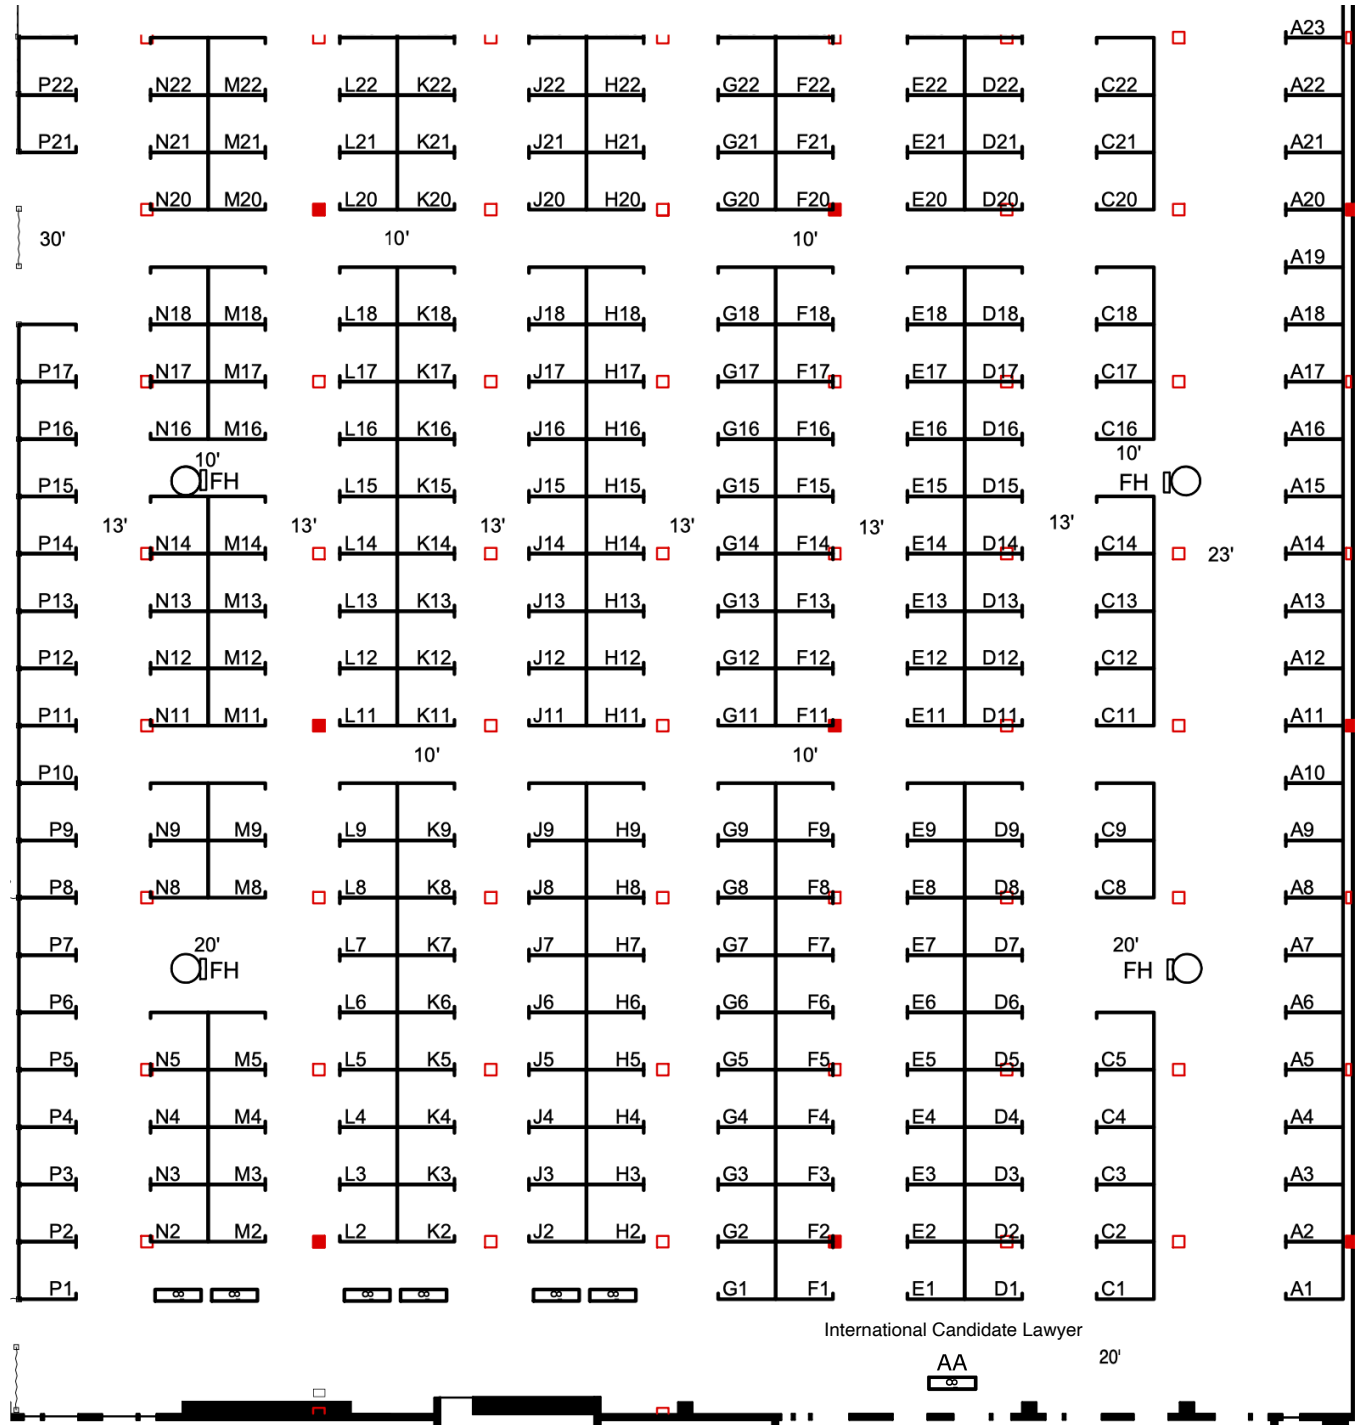 A23
P22 N22 M22 L22 K22 J22 H22 G22 F22 E22 D22 C22 A22
P21 N21 M21 L21 K21 J21 H21 G21 F21 E21 D21 C21 A21
N20 M20 L20 K20 J20 H20 G20 F20 E20 D20 C20 A20
30' 10' 10'
A19
N18 M18 L18 K18 J18 H18 G18 F18 E18 D18 C18 A18
P17 N17 M17 L17 K17 J17 H17 G17 F17 E17 D17 C17 A17
P16 N16 M16 L16 K16 J16 H16 G16 F16 E16 D16 C16 A16
10' 10'
FH FH
P15 L15 K15 J15 H15 G15 F15 E15 D15 A15
13' 13' 13' 13' 13' 13'
P14 N14 M14 L14 K14 J14 H14 G14 F14 E14 D14 C14 23' A14
P13 N13 M13 L13 K13 J13 H13 G13 F13 E13 D13 C13 A13
P12 N12 M12 L12 K12 J12 H12 G12 F12 E12 D12 C12 A12
P11 N11 M11 L11 K11 J11 H11 G11 F11 E11 D11 C11 A11
10' 10'
P10 A10
P9 N9 M9 L9 K9 J9 H9 G9 F9 E9 D9 C9 A9
P8 N8 M8 L8 K8 J8 H8 G8 F8 E8 D8 C8 A8
P7 20' L7 K7 J7 H7 G7 F7 E7 D7 20' A7
FH FH
P6 L6 K6 J6 H6 G6 F6 E6 D6 A6
P5 N5 M5 L5 K5 J5 H5 G5 F5 E5 D5 C5 A5
P4 N4 M4 L4 K4 J4 H4 G4 F4 E4 D4 C4 A4
P3 N3 M3 L3 K3 J3 H3 G3 F3 E3 D3 C3 A3
P2 N2 M2 L2 K2 J2 H2 G2 F2 E2 D2 C2 A2
P1 G1 F1 E1 D1 C1 A1
International Candidate Lawyer
AA 20'